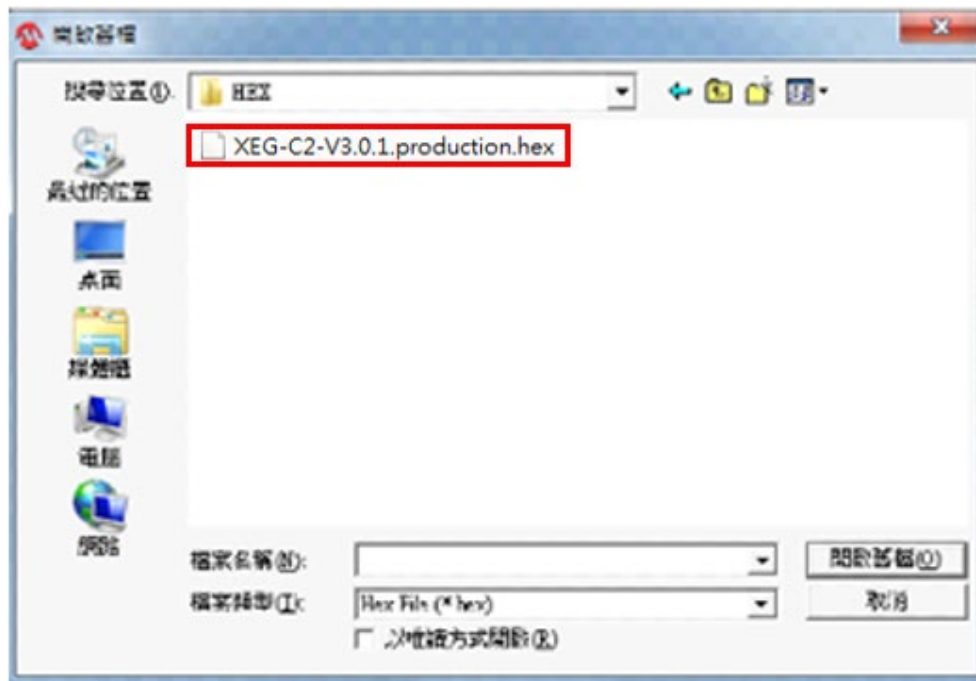 開啟舊檔
搜尋位置(I):
HEX
XEG-C2-V3.0.1.production.hex
最近的位置
桌面
媒體櫃
電腦
網路
檔案名稱(N):
開啟舊檔(O)
檔案類型(T):
Hex File (*.hex)
取消
以唯讀方式開啟(R)